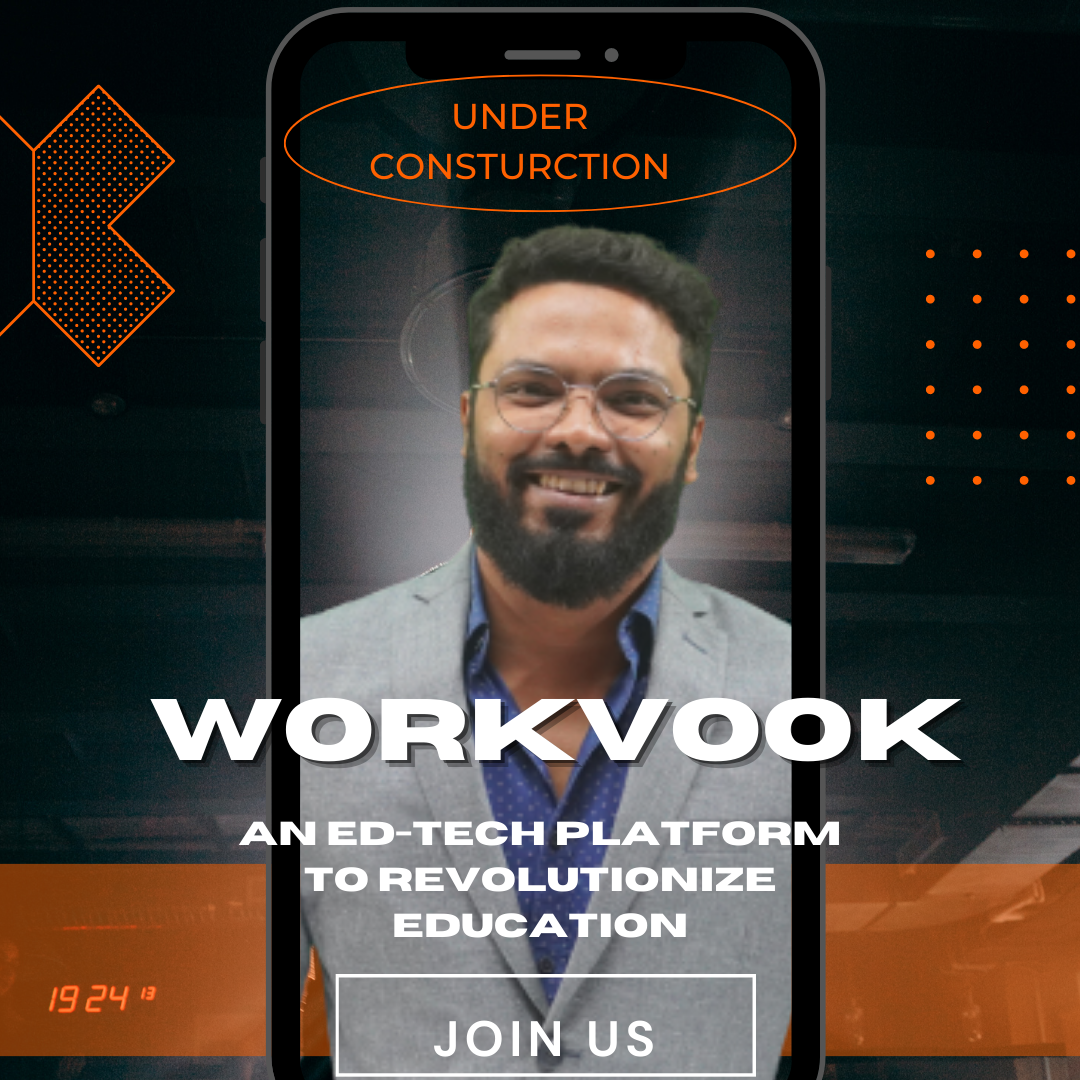 UNDER
CONSTURCTION
WORKVOOK
AN ED-TECH PLATFORM
TO REVOLUTIONIZE
EDUCATION
19 24 13
JOIN US